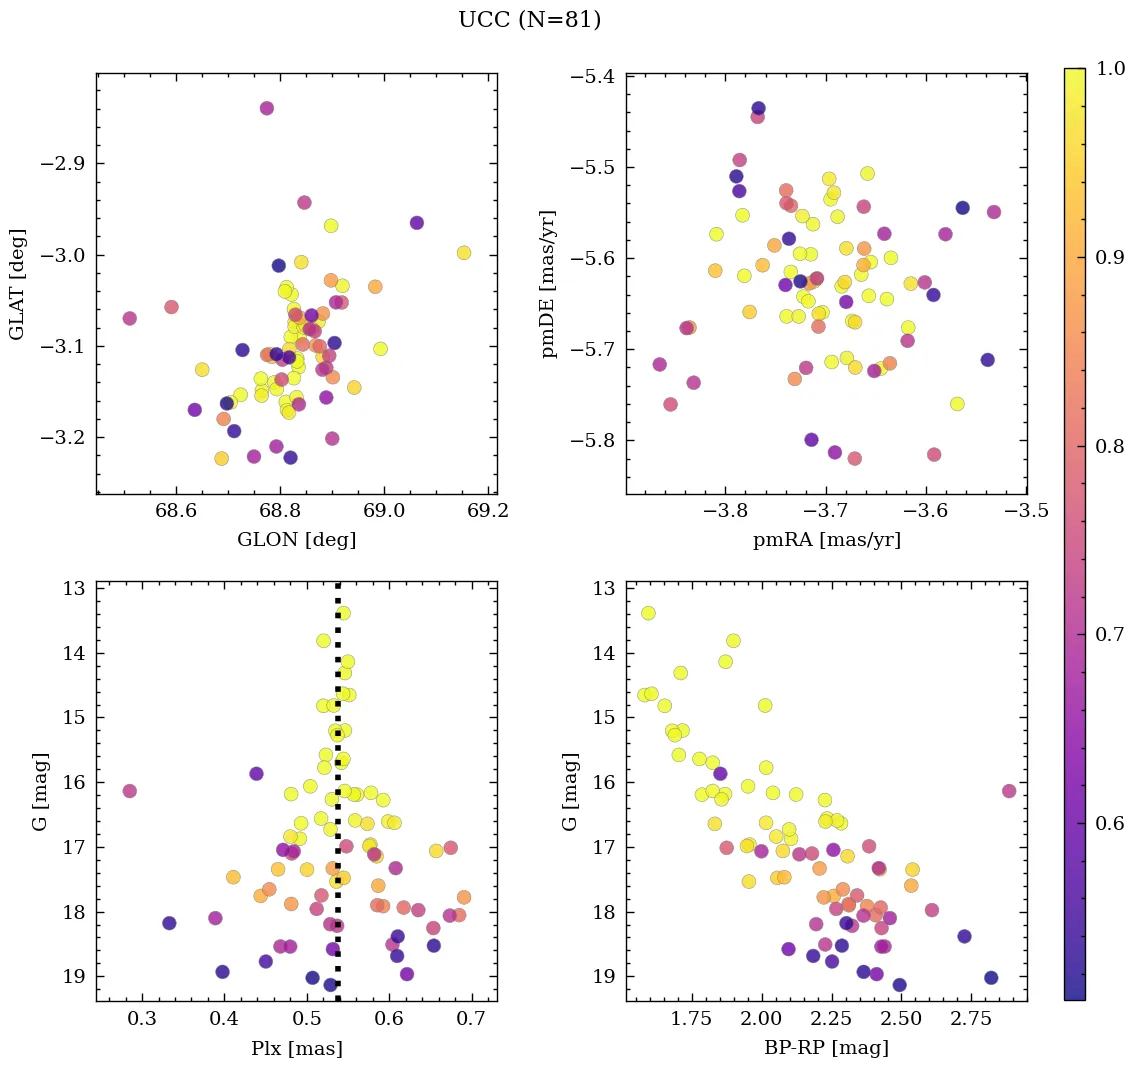 UCC (N=81)
−2.9
−3.0
−3.1
−3.2
GLAT [deg]
68.6 68.8 69.0 69.2
GLON [deg]
−5.4
−5.5
−5.6
−5.7
−5.8
pmDE [mas/yr]
−3.8 −3.7 −3.6 −3.5
pmRA [mas/yr]
1.0
0.9
0.8
0.7
0.6
13
14
15
16
17
18
19
G [mag]
0.3 0.4 0.5 0.6 0.7
Plx [mas]
13
14
15
16
17
18
19
G [mag]
1.75 2.00 2.25 2.50 2.75
BP-RP [mag]